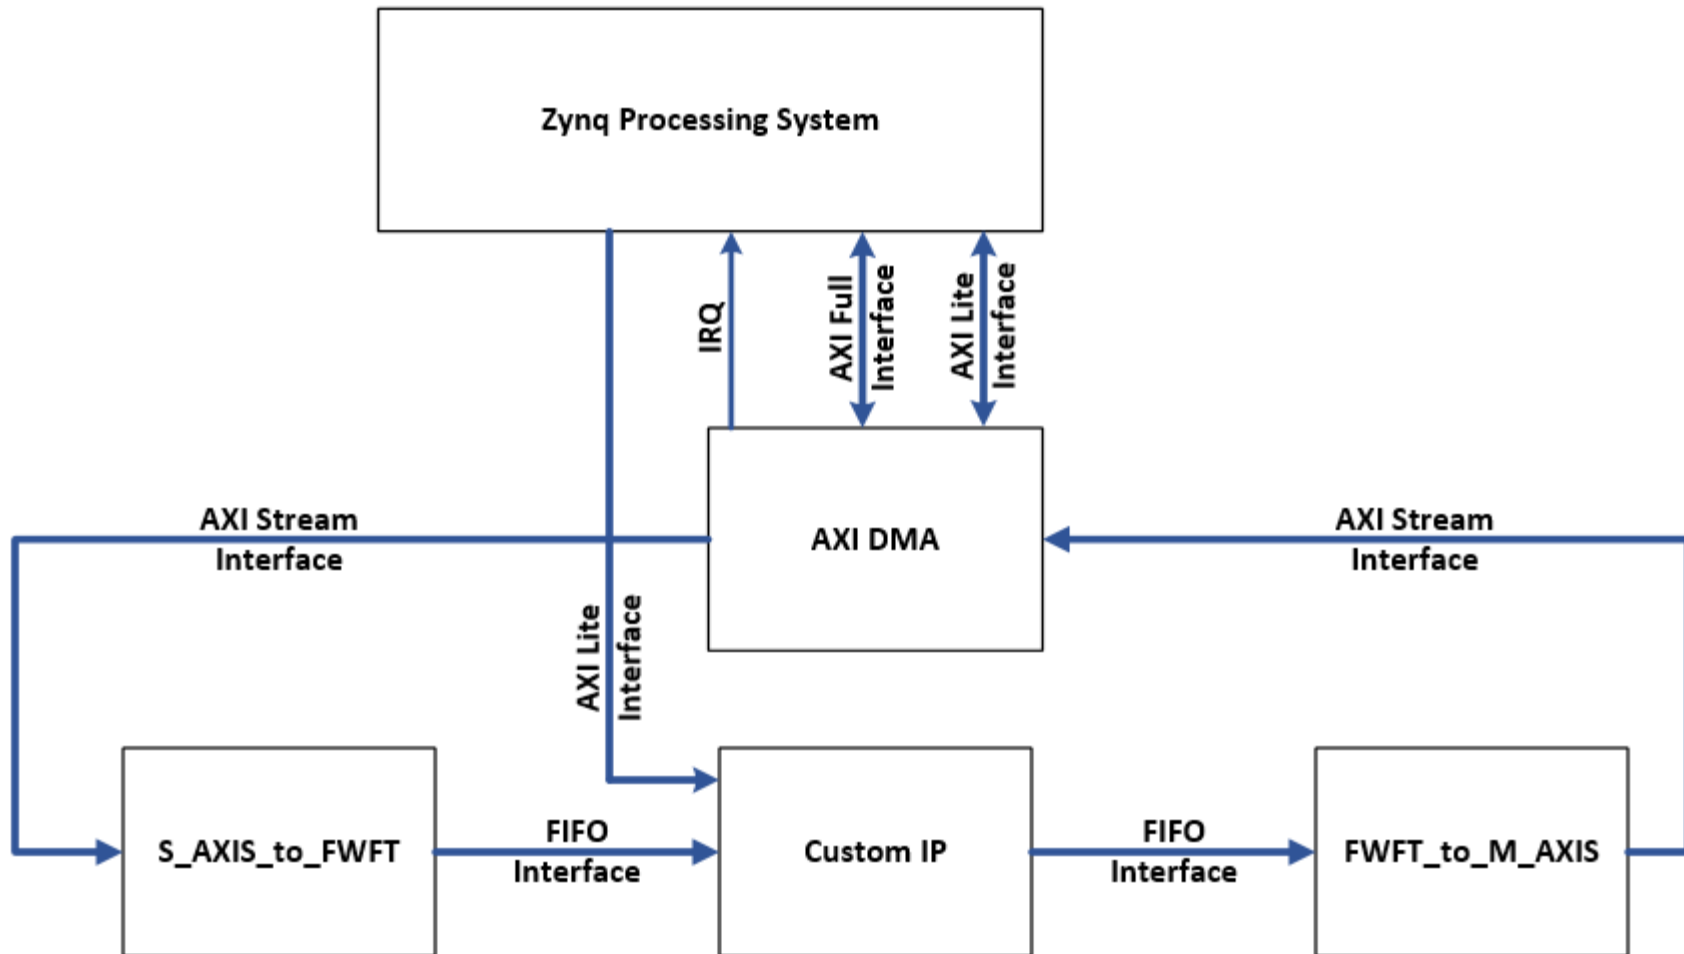 Zynq Processing System
IRQ
AXI Full
Interface
AXI Lite
Interface
AXI Stream
Interface
AXI DMA
AXI Stream
Interface
AXI Lite
Interface
S_AXIS_to_FWFT
FIFO
Interface
Custom IP
FIFO
Interface
FWFT_to_M_AXIS